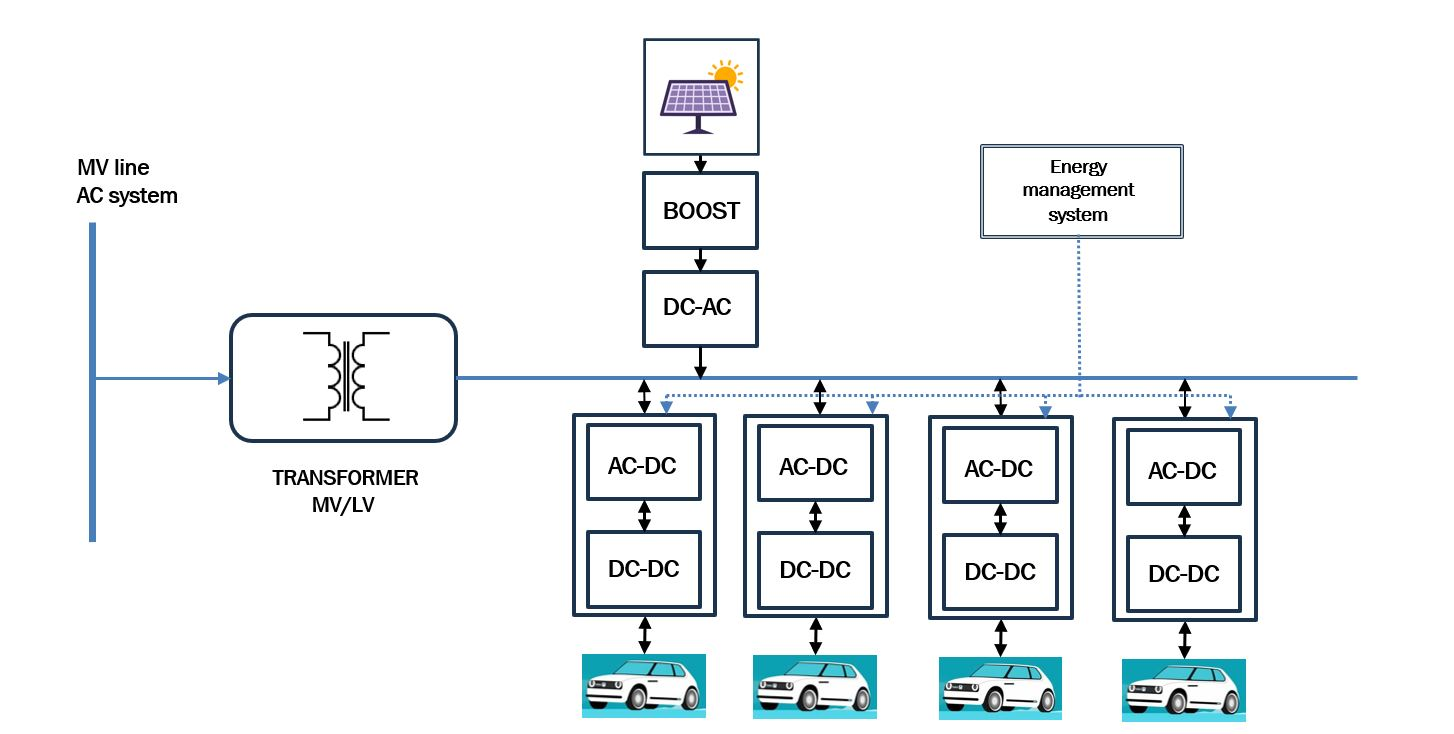 MV line
AC system
BOOST
DC-AC
Energy
management
system
TRANSFORMER
MV/LV
AC-DC
AC-DC
AC-DC
AC-DC
DC-DC
DC-DC
DC-DC
DC-DC